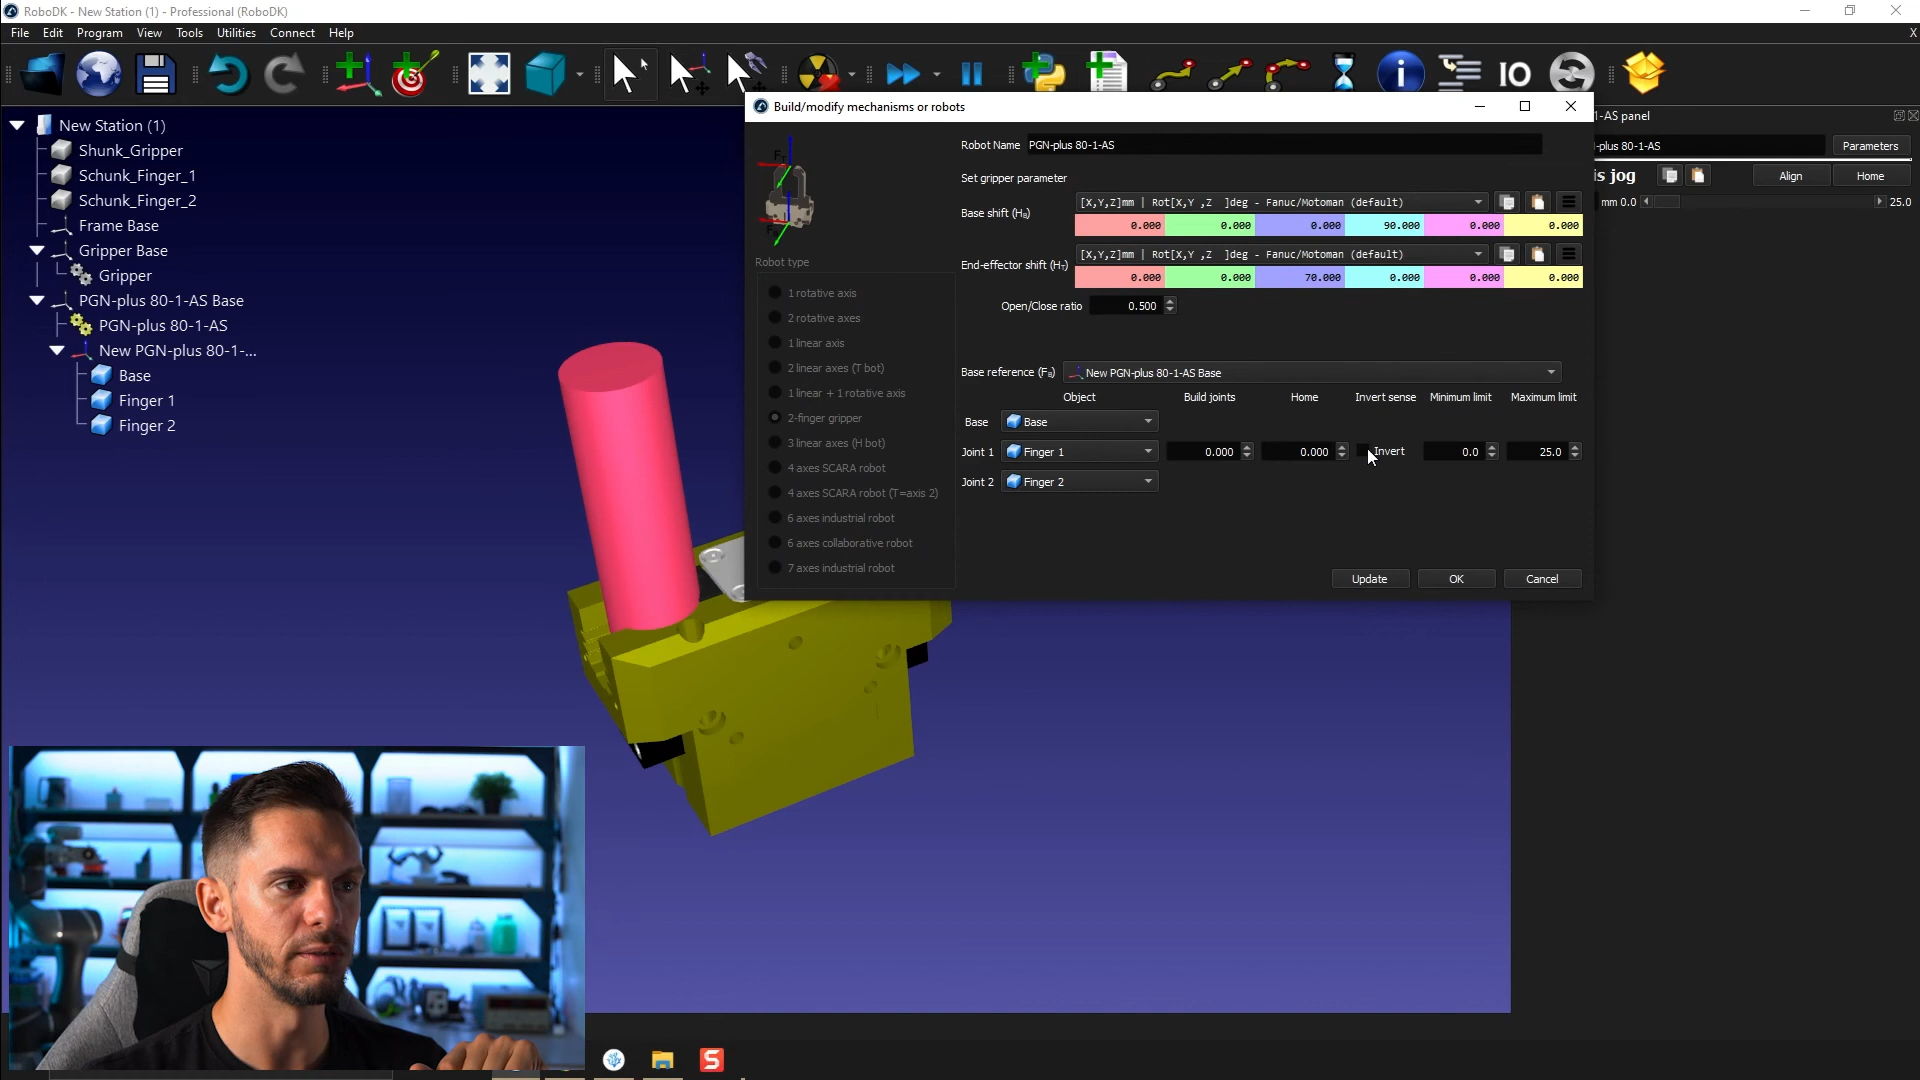 RoboDK - New Station (1) - Professional (RoboDK)
File Edit Program View Tools Utilities Connect Help X
IO
New Station (1)
Shunk_Gripper
Schunk_Finger_1
Schunk_Finger_2
Frame Base
Gripper Base
Gripper
PGN-plus 80-1-AS Base
PGN-plus 80-1-AS
New PGN-plus 80-1-...
Base
Finger 1
Finger 2
Build/modify mechanisms or robots
Robot Name PGN-plus 80-1-AS
Set gripper parameter
[X,Y,Z]mm | Rot[X,Y ,Z ]deg - Fanuc/Motoman (default)
Base shift (HB)
0.000 0.000 0.000 90.000 0.000 0.000
[X,Y,Z]mm | Rot[X,Y ,Z ]deg - Fanuc/Motoman (default)
End-effector shift (HT)
0.000 0.000 70.000 0.000 0.000 0.000
Open/Close ratio 0.500
Robot type
1 rotative axis
2 rotative axes
1 linear axis
2 linear axes (T bot)
1 linear + 1 rotative axis
2-finger gripper
3 linear axes (H bot)
4 axes SCARA robot
4 axes SCARA robot (T=axis 2)
6 axes industrial robot
6 axes collaborative robot
7 axes industrial robot
Base reference (FB) New PGN-plus 80-1-AS Base
Object Build joints Home Invert sense Minimum limit Maximum limit
Base Base
Joint 1 Finger 1 0.000 0.000 Invert 0.0 25.0
Joint 2 Finger 2
Update OK Cancel
1-AS panel
-plus 80-1-AS Parameters
is jog Align Home
mm 0.0 25.0
S